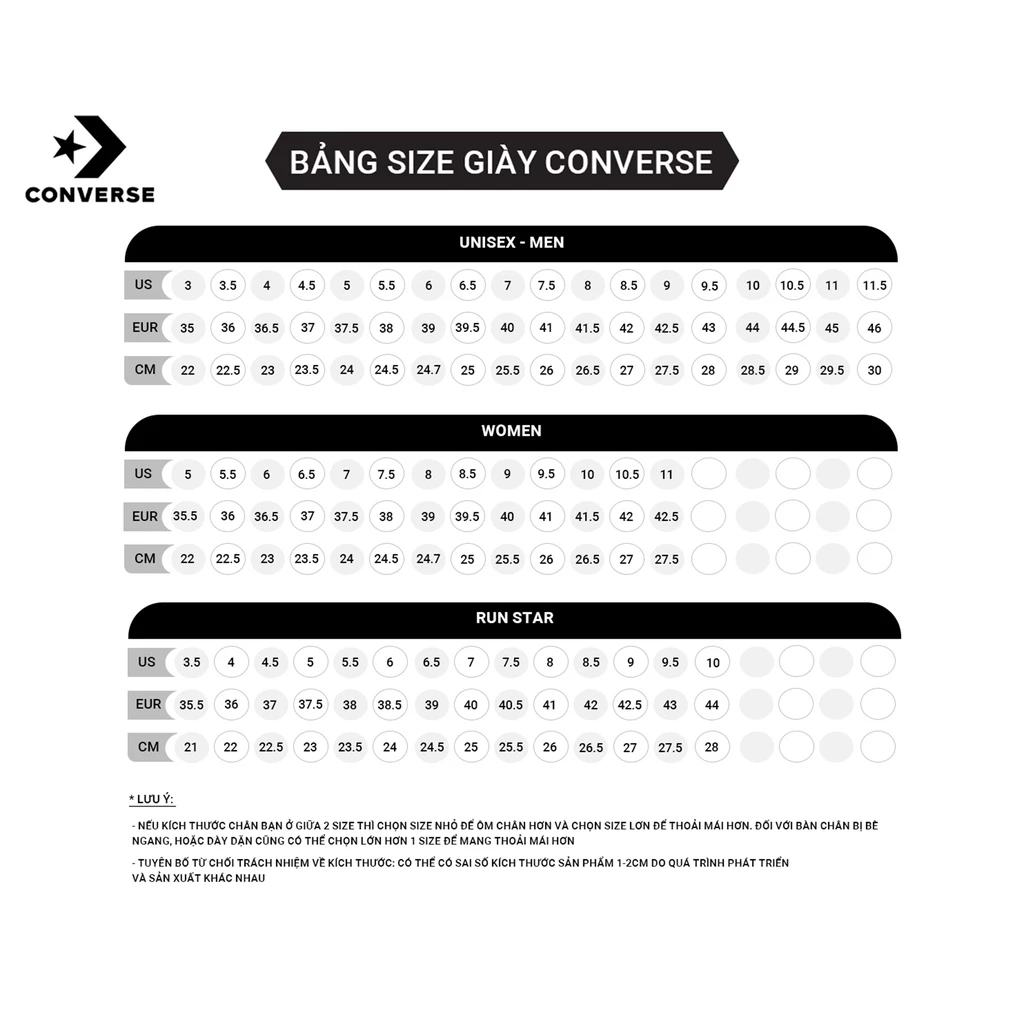 CONVERSE
BẢNG SIZE GIÀY CONVERSE
UNISEX - MEN
US 3 3.5 4 4.5 5 5.5 6 6.5 7 7.5 8 8.5 9 9.5 10 10.5 11 11.5
EUR 35 36 36.5 37 37.5 38 39 39.5 40 41 41.5 42 42.5 43 44 44.5 45 46
CM 22 22.5 23 23.5 24 24.5 24.7 25 25.5 26 26.5 27 27.5 28 28.5 29 29.5 30
WOMEN
US 5 5.5 6 6.5 7 7.5 8 8.5 9 9.5 10 10.5 11
EUR 35.5 36 36.5 37 37.5 38 39 39.5 40 41 41.5 42 42.5
CM 22 22.5 23 23.5 24 24.5 24.7 25 25.5 26 26.5 27 27.5
RUN STAR
US 3.5 4 4.5 5 5.5 6 6.5 7 7.5 8 8.5 9 9.5 10
EUR 35.5 36 37 37.5 38 38.5 39 40 40.5 41 42 42.5 43 44
CM 21 22 22.5 23 23.5 24 24.5 25 25.5 26 26.5 27 27.5 28
* LƯU Ý:
- NẾU KÍCH THƯỚC CHÂN BẠN Ở GIỮA 2 SIZE THÌ CHỌN SIZE NHỎ ĐỂ ÔM CHÂN HƠN VÀ CHỌN SIZE LƠN ĐỂ THOẢI MÁI HƠN. ĐỐI VỚI BÀN CHÂN BỊ BÈ
NGANG, HOẶC DÀY DẶN CŨNG CÓ THỂ CHỌN LỚN HƠN 1 SIZE ĐỂ MANG THOẢI MÁI HƠN
- TUYÊN BỐ TỪ CHỐI TRÁCH NHIỆM VỀ KÍCH THƯỚC: CÓ THỂ CÓ SAI SỐ KÍCH THƯỚC SẢN PHẨM 1-2CM DO QUÁ TRÌNH PHÁT TRIỂN
VÀ SẢN XUẤT KHÁC NHAU